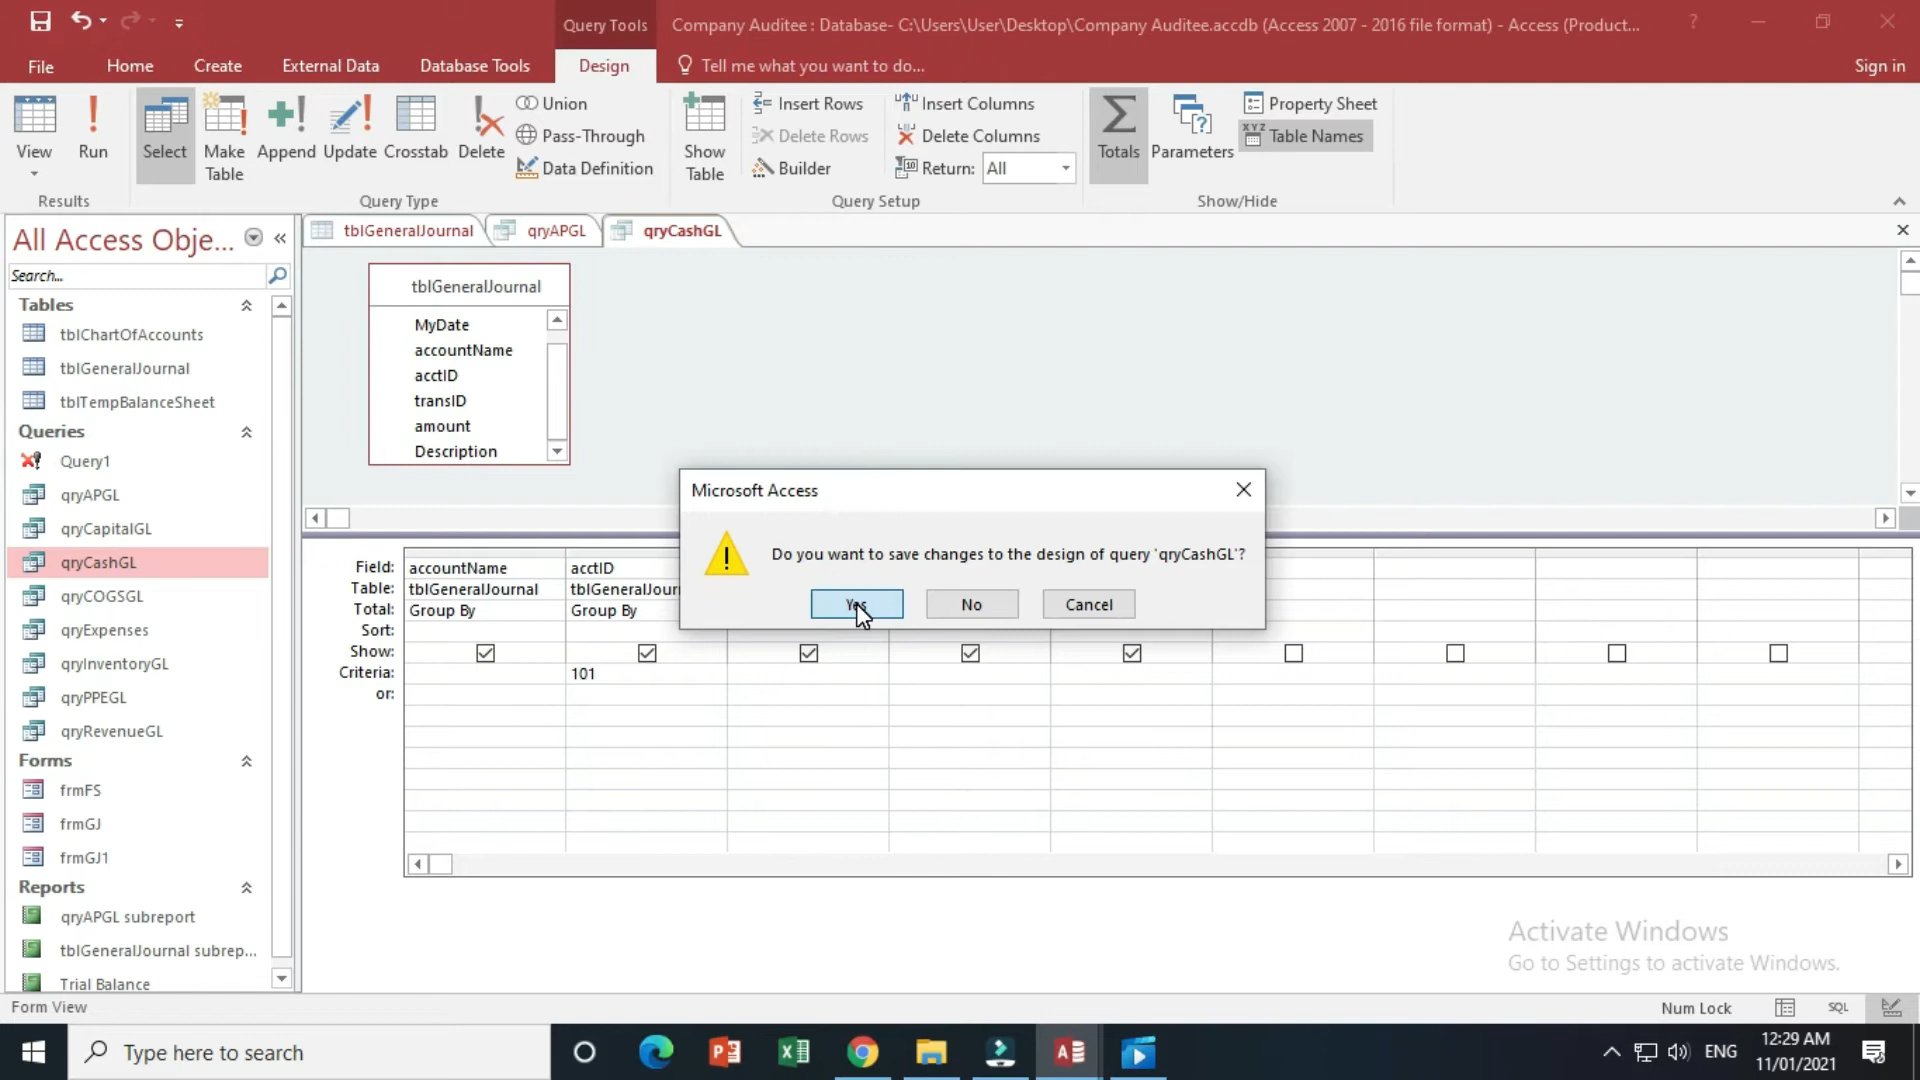 Query Tools
Company Auditee : Database- C:\Users\User\Desktop\Company Auditee.accdb (Access 2007 - 2016 file format) - Access (Product...
?
File
Home
Create
External Data
Database Tools
Design
Tell me what you want to do...
Sign in
View
Run
Select
Make Table
Append
Update
Crosstab
Delete
Union
Pass-Through
Data Definition
Show Table
Insert Rows
Delete Rows
Builder
Insert Columns
Delete Columns
Return: All
Totals
Parameters
Property Sheet
Table Names
Results
Query Type
Query Setup
Show/Hide
All Access Obje...
Search...
Tables
tblChartOfAccounts
tblGeneralJournal
tblTempBalanceSheet
Queries
Query1
qryAPGL
qryCapitalGL
qryCashGL
qryCOGSGL
qryExpenses
qryInventoryGL
qryPPEGL
qryRevenueGL
Forms
frmFS
frmGJ
frmGJ1
Reports
qryAPGL subreport
tblGeneralJournal subrep...
Trial Balance
tblGeneralJournal
qryAPGL
qryCashGL
tblGeneralJournal
MyDate
accountName
acctID
transID
amount
Description
Microsoft Access
Do you want to save changes to the design of query 'qryCashGL'?
Yes
No
Cancel
Field: accountName acctID
Table: tblGeneralJournal tblGeneralJour
Total: Group By Group By
Sort:
Show:
Criteria: 101
or:
Activate Windows
Go to Settings to activate Windows.
Form View
Num Lock
SQL
Type here to search
ENG
12:29 AM
11/01/2021